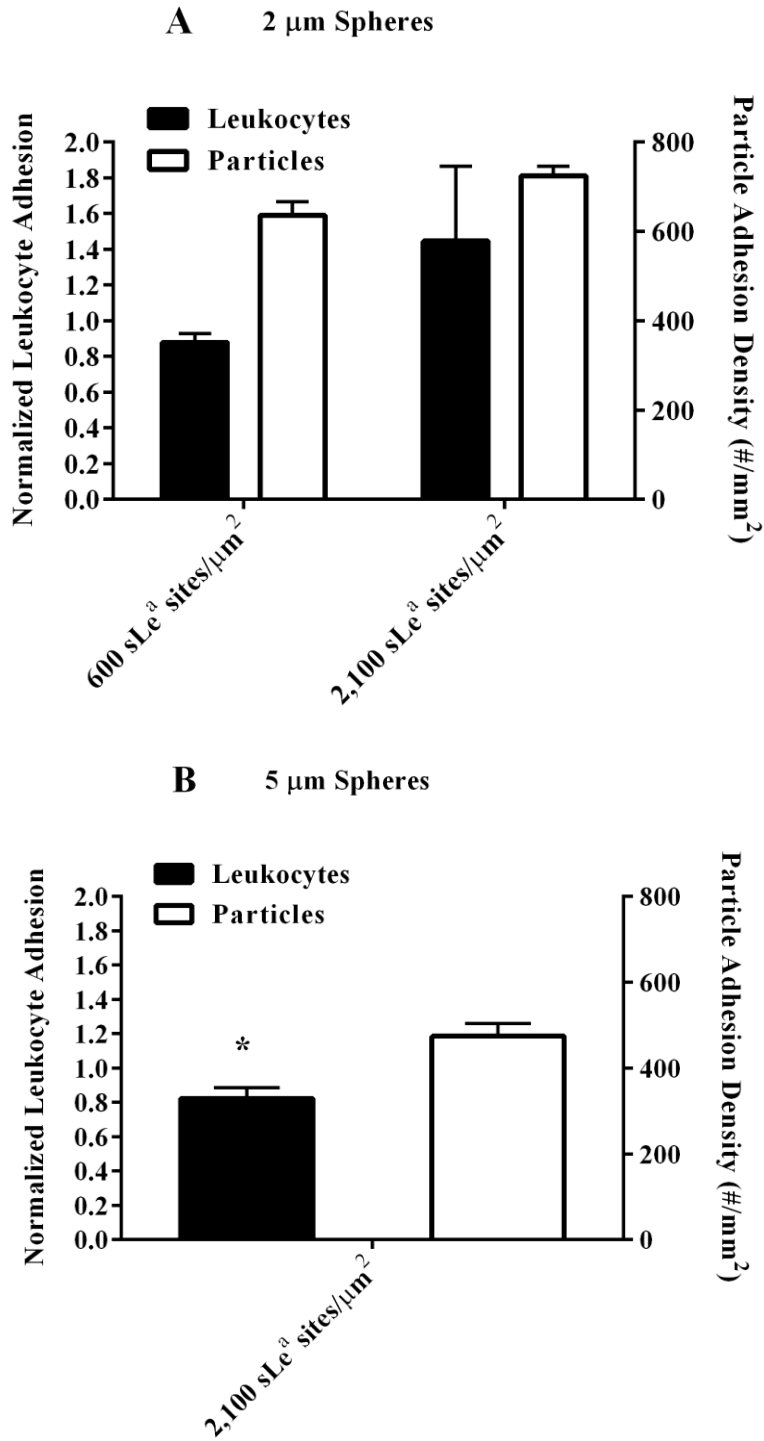 A 2 μm Spheres
Leukocytes
Particles
Normalized Leukocyte Adhesion
2.0
1.8
1.6
1.4
1.2
1.0
0.8
0.6
0.4
0.2
0.0
800
600
400
200
0
Particle Adhesion Density (#/mm²)
600 sLeᵃ sites/μm²
2,100 sLeᵃ sites/μm²
B 5 μm Spheres
Leukocytes
Particles
Normalized Leukocyte Adhesion
2.0
1.8
1.6
1.4
1.2
1.0
0.8
0.6
0.4
0.2
0.0
*
800
600
400
200
0
Particle Adhesion Density (#/mm²)
2,100 sLeᵃ sites/μm²